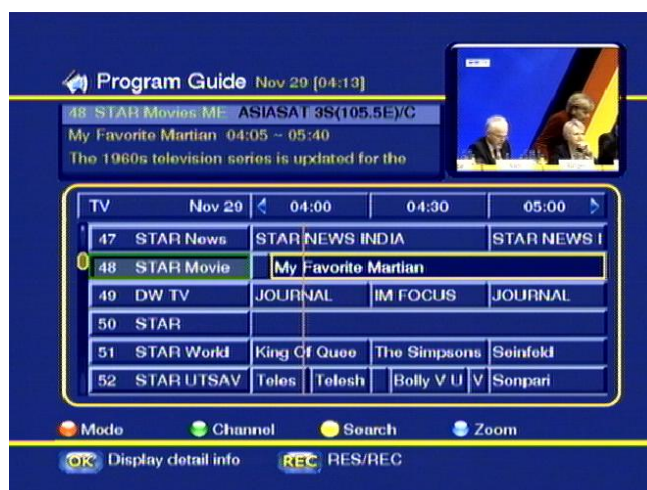 Program Guide Nov 29 [04:13]
48 STAR Movies ME ASIASAT 3S(105.5E)/C
My Favorite Martian 04:05 ~ 05:40
The 1960s television series is updated for the
TV Nov 29 04:00 04:30 05:00
47 STAR News STAR NEWS INDIA STAR NEWS I
48 STAR Movie My Favorite Martian
49 DW TV JOURNAL IM FOCUS JOURNAL
50 STAR
51 STAR World King Of Quee The Simpsons Seinfeld
52 STAR UTSAV Teles Telesh Bolly V U V Sonpari
Mode Channel Search Zoom
OK Display detail info REC RES/REC